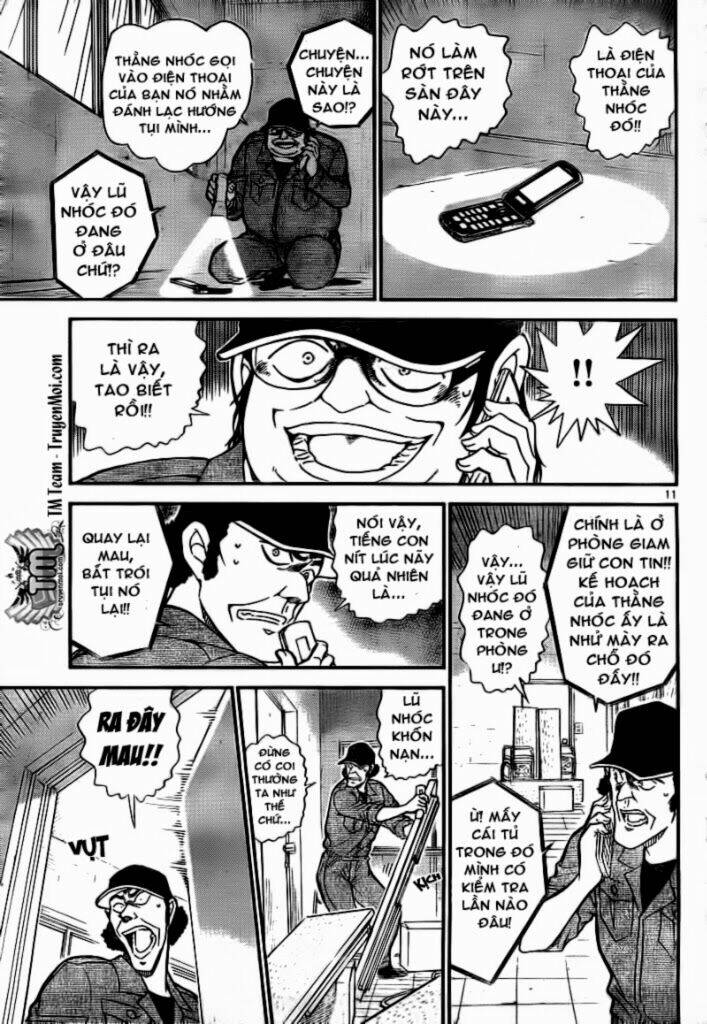 LÀ ĐIỆN
THOẠI CỦA
THẰNG
NHÓC
ĐÓ!!
NÓ LÀM
RỚT TRÊN
SÀN ĐÂY
NÀY...
CHUYỆN...
CHUYỆN
NÀY LÀ
SAO!?
THẰNG NHÓC GỌI
VÀO ĐIỆN THOẠI
CỦA BẠN NÓ NHẰM
ĐÁNH LẠC HƯỚNG
TỤI MÌNH...
VẬY LŨ
NHÓC ĐÓ
ĐANG
Ở ĐÂU
CHỨ!?
!!
THÌ RA
LÀ VẬY,
TAO BIẾT
RỒI!!
11
CHÍNH LÀ Ở
PHÒNG GIAM
GIỮ CON TIN!!
KẾ HOẠCH
CỦA THẰNG
NHÓC ẤY LÀ
NHỬ MÀY RA
CHỖ ĐÓ
ĐẤY!!
VẬY...
VẬY LŨ
NHÓC ĐÓ
ĐANG Ở
TRONG
PHÒNG
Ư!?
Ừ! MẤY
CÁI TỦ
TRONG ĐÓ
MÌNH CÓ
KIỂM TRA
LẦN NÀO
ĐÂU!
NÓI VẬY,
TIẾNG CON
NÍT LÚC NÃY
QUẢ NHIÊN
LÀ...
QUAY LẠI
MAU,
BẮT TRÓI
TỤI NÓ
LẠI!!
LŨ
NHÓC
KHỐN
NẠN...
ĐỪNG
CÓ COI
THƯỜNG
TA NHƯ
THẾ
CHỨ...
KỊCH
RA ĐÂY
MAU!!
VỤT
TM Team - TruyenMoi.com
TM
truyenmoi.com